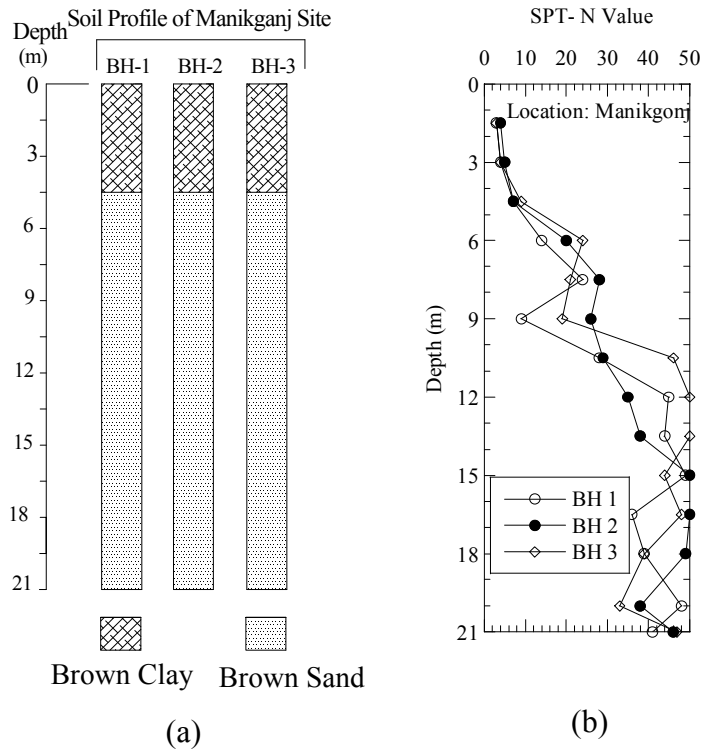 Soil Profile of Manikganj Site
Depth
(m)
BH-1 BH-2 BH-3
0
3
6
9
12
15
18
21
Brown Clay
Brown Sand
(a)
SPT- N Value
0 10 20 30 40 50
Location: Manikgonj
Depth (m)
0
3
6
9
12
15
18
21
BH 1
BH 2
BH 3
(b)